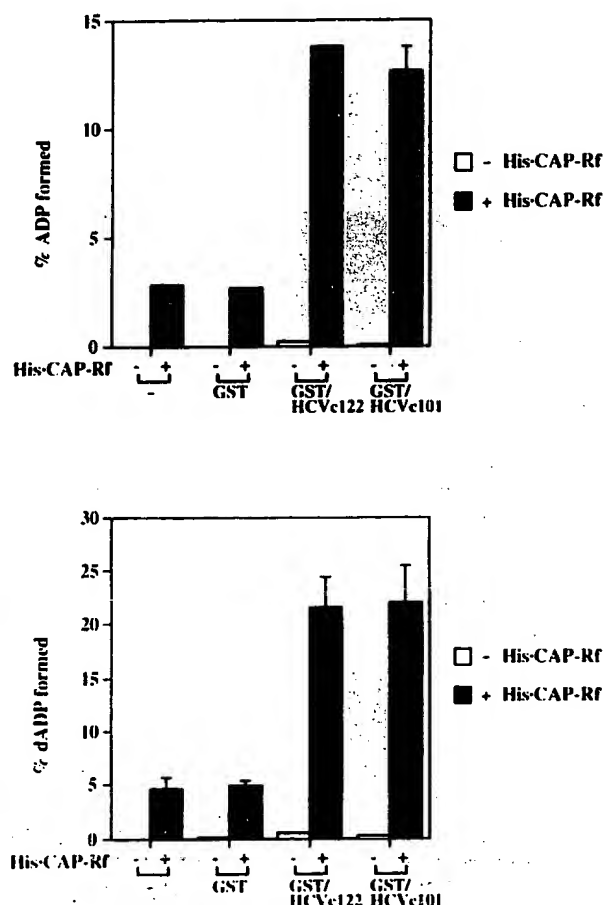 15
10
5
0
% ADP formed
- His·CAP-Rf
+ His·CAP-Rf
His·CAP-Rf - + - + - + - +
- GST GST/ GST/
HCVc122 HCVc101
30
25
20
15
10
5
0
% dADP formed
- His·CAP-Rf
+ His·CAP-Rf
His·CAP-Rf - + - + - + - +
- GST GST/ GST/
HCVc122 HCVc101